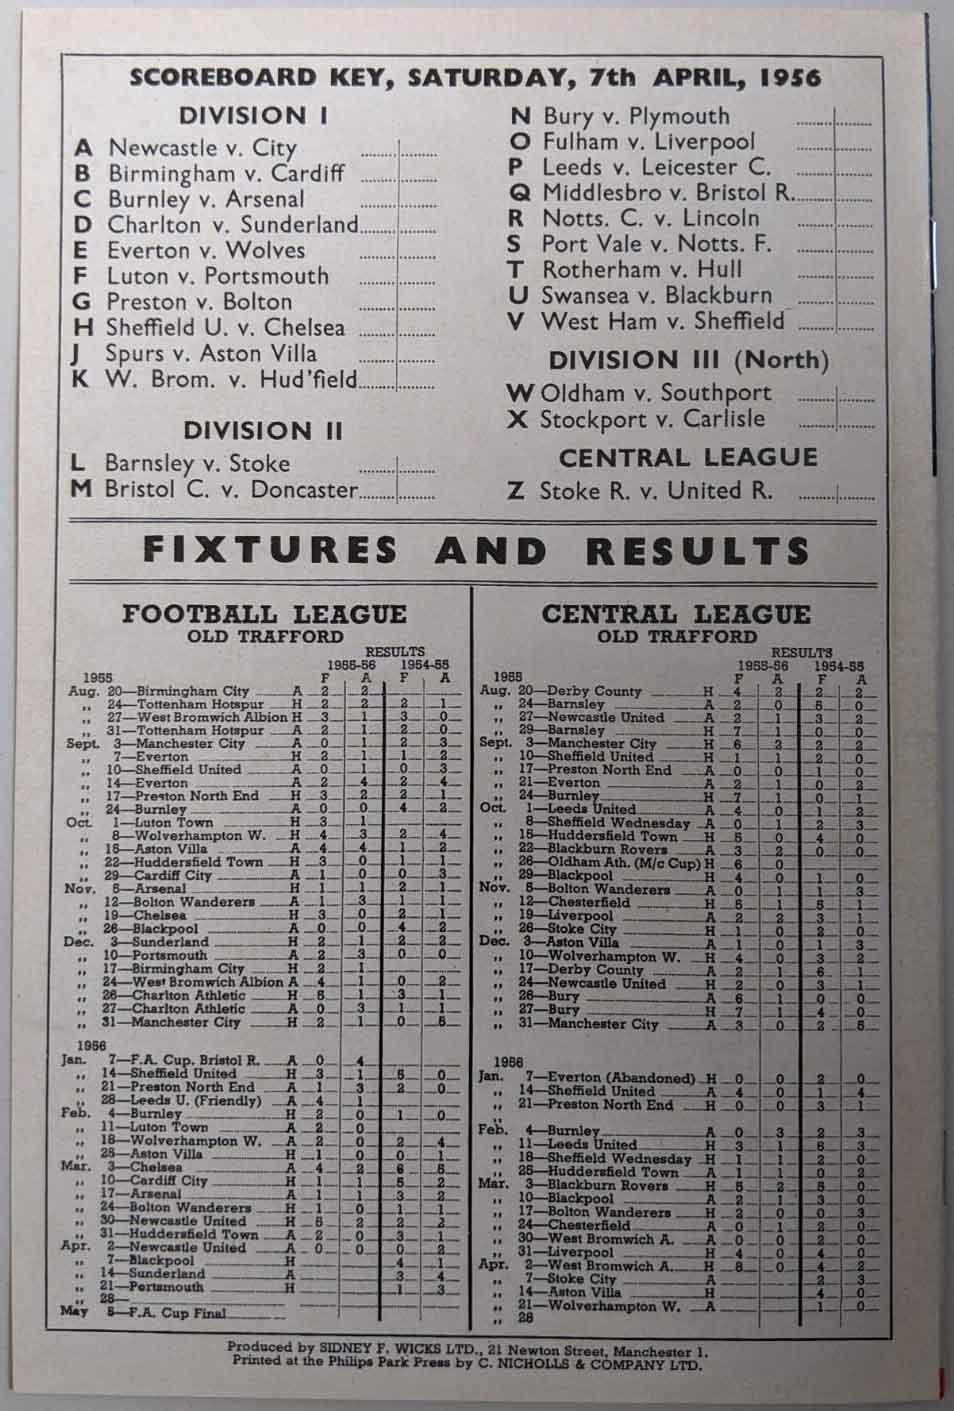 SCOREBOARD KEY, SATURDAY, 7th APRIL, 1956
DIVISION I
A Newcastle v. City
B Birmingham v. Cardiff
C Burnley v. Arsenal
D Charlton v. Sunderland
E Everton v. Wolves
F Luton v. Portsmouth
G Preston v. Bolton
H Sheffield U. v. Chelsea
J Spurs v. Aston Villa
K W. Brom. v. Hud'field
DIVISION II
L Barnsley v. Stoke
M Bristol C. v. Doncaster
N Bury v. Plymouth
O Fulham v. Liverpool
P Leeds v. Leicester C.
Q Middlesbro v. Bristol R.
R Notts. C. v. Lincoln
S Port Vale v. Notts. F.
T Rotherham v. Hull
U Swansea v. Blackburn
V West Ham v. Sheffield
DIVISION III (North)
W Oldham v. Southport
X Stockport v. Carlisle
CENTRAL LEAGUE
Z Stoke R. v. United R.
FIXTURES AND RESULTS
FOOTBALL LEAGUE
OLD TRAFFORD
RESULTS
1955-56 1954-55
1955 F A F A
Aug. 20—Birmingham City A 2 2
„ 24—Tottenham Hotspur H 2 2 2 1
„ 27—West Bromwich Albion H 3 1 3 0
„ 31—Tottenham Hotspur A 2 1 2 0
Sept. 3—Manchester City A 0 1 2 3
„ 7—Everton H 2 1 1 2
„ 10—Sheffield United A 0 1 0 3
„ 14—Everton A 2 4 2 4
„ 17—Preston North End H 3 2 2 1
„ 24—Burnley A 0 0 4 2
Oct. 1—Luton Town H 3 1
„ 8—Wolverhampton W. H 4 3 2 4
„ 15—Aston Villa A 4 4 1 2
„ 22—Huddersfield Town H 3 0 1 1
„ 29—Cardiff City A 1 0 0 3
Nov. 5—Arsenal H 1 1 2 1
„ 12—Bolton Wanderers A 1 3 1 1
„ 19—Chelsea H 3 0 2 1
„ 26—Blackpool A 0 0 4 2
Dec. 3—Sunderland H 2 1 2 2
„ 10—Portsmouth A 2 3 0 0
„ 17—Birmingham City H 2 1
„ 24—West Bromwich Albion A 4 1 0 2
„ 26—Charlton Athletic H 5 1 3 1
„ 27—Charlton Athletic A 0 3 1 1
„ 31—Manchester City H 2 1 0 5
1956
Jan. 7—F.A. Cup. Bristol R. A 0 4
„ 14—Sheffield United H 3 1 5 0
„ 21—Preston North End A 1 3 2 0
„ 28—Leeds U. (Friendly) A 4 1
Feb. 4—Burnley H 2 0 1 0
„ 11—Luton Town A 2 0
„ 18—Wolverhampton W. A 2 0 2 4
„ 25—Aston Villa H 1 0 0 1
Mar. 3—Chelsea A 4 2 6 5
„ 10—Cardiff City H 1 1 5 2
„ 17—Arsenal A 1 1 3 2
„ 24—Bolton Wanderers H 1 0 1 1
„ 30—Newcastle United H 5 2 2 2
„ 31—Huddersfield Town A 2 0 3 1
Apr. 2—Newcastle United A 0 0 0 2
„ 7—Blackpool H 4 1
„ 14—Sunderland A 3 4
„ 21—Portsmouth H 1 3
„ 28—
May 5—F.A. Cup Final
CENTRAL LEAGUE
OLD TRAFFORD
RESULTS
1955-56 1954-55
1955 F A F A
Aug. 20—Derby County H 4 2 2 2
„ 24—Barnsley A 2 0 5 0
„ 27—Newcastle United A 2 1 3 2
„ 29—Barnsley H 7 1 0 0
Sept. 3—Manchester City H 6 2 2 2
„ 10—Sheffield United H 1 1 2 0
„ 17—Preston North End A 0 0 1 0
„ 21—Everton A 2 1 0 2
„ 24—Burnley H 7 1 0 1
Oct. 1—Leeds United A 4 0 1 2
„ 8—Sheffield Wednesday A 0 1 2 3
„ 15—Huddersfield Town H 5 0 4 0
„ 22—Blackburn Rovers A 3 2 0 0
„ 26—Oldham Ath. (M/c Cup) H 6 0
„ 29—Blackpool H 4 0 1 0
Nov. 5—Bolton Wanderers A 0 1 1 3
„ 12—Chesterfield H 5 1 5 1
„ 19—Liverpool A 2 2 3 1
„ 26—Stoke City H 1 0 2 0
Dec. 3—Aston Villa A 1 0 1 3
„ 10—Wolverhampton W. H 4 0 3 2
„ 17—Derby County A 2 1 6 1
„ 24—Newcastle United H 2 0 3 1
„ 26—Bury A 6 1 0 0
„ 27—Bury H 7 1 4 0
„ 31—Manchester City A 3 0 2 5
1956
Jan. 7—Everton (Abandoned) H 0 0 2 0
„ 14—Sheffield United A 4 0 1 4
„ 21—Preston North End H 0 0 3 1
„
Feb. 4—Burnley A 0 3 2 3
„ 11—Leeds United H 3 1 5 3
„ 18—Sheffield Wednesday H 1 1 2 0
„ 25—Huddersfield Town A 1 1 0 2
Mar. 3—Blackburn Rovers H 5 2 5 0
„ 10—Blackpool A 2 1 3 0
„ 17—Bolton Wanderers H 2 0 0 3
„ 24—Chesterfield A 0 1 2 0
„ 30—West Bromwich A. A 0 0 2 0
„ 31—Liverpool H 4 0 4 0
Apr. 2—West Bromwich A. H 8 0 4 2
„ 7—Stoke City A 2 3
„ 14—Aston Villa H 4 0
„ 21—Wolverhampton W. A 1 0
„ 28
Produced by SIDNEY F. WICKS LTD., 21 Newton Street, Manchester 1.
Printed at the Philips Park Press by C. NICHOLLS & COMPANY LTD.